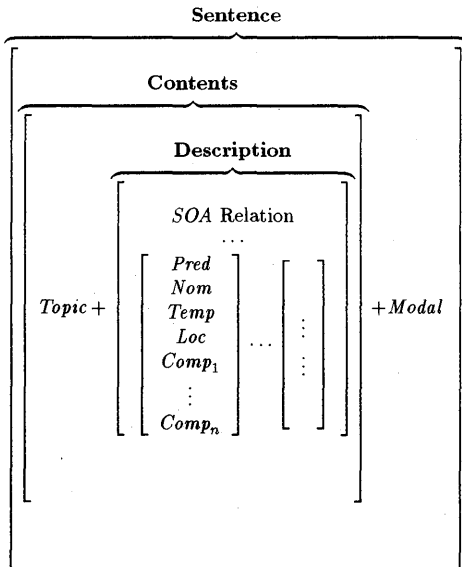 Sentence
Contents
Description
SOA Relation
...
Pred
Nom
Temp
Topic + + Modal
Loc ...
Comp₁
⋮
Compₙ